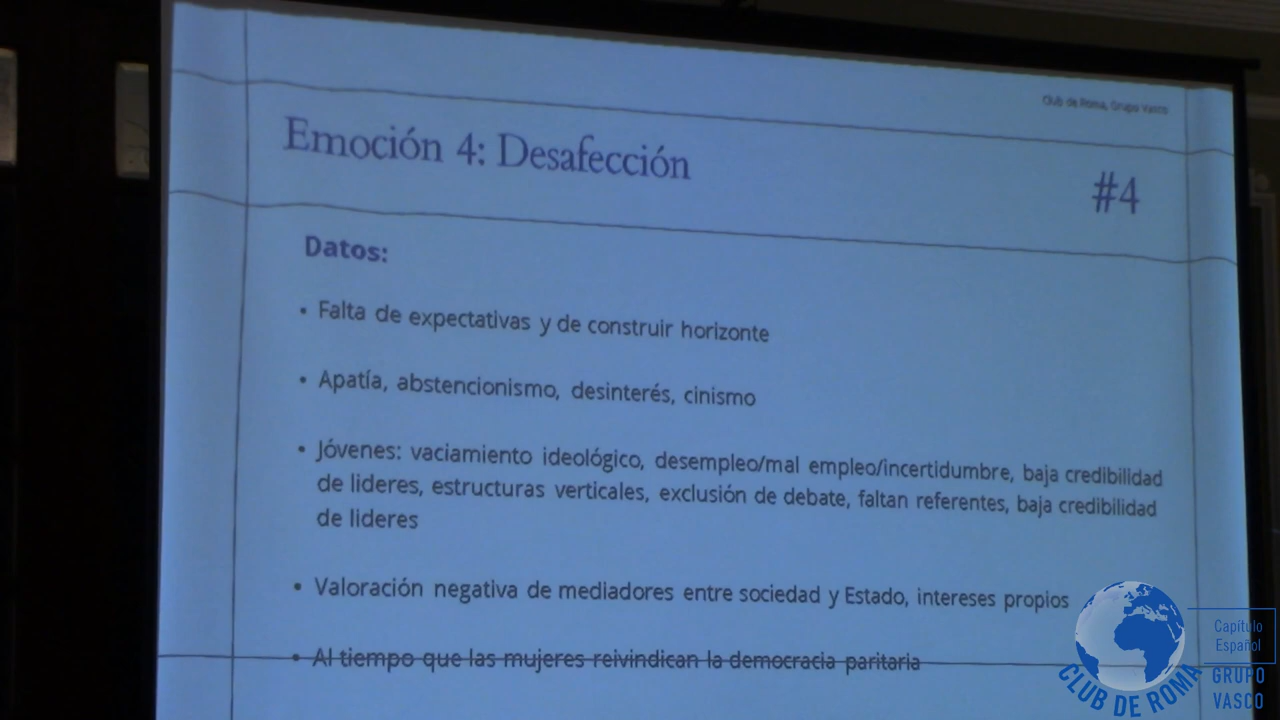 Club de Roma, Grupo Vasco
Emoción 4: Desafección
#4
Datos:
• Falta de expectativas y de construir horizonte
• Apatía, abstencionismo, desinterés, cinismo
• Jóvenes: vaciamiento ideológico, desempleo/mal empleo/incertidumbre, baja credibilidad
de lideres, estructuras verticales, exclusión de debate, faltan referentes, baja credibilidad
de lideres
• Valoración negativa de mediadores entre sociedad y Estado, intereses propios
• Al tiempo que las mujeres reivindican la democracia paritaria
Capítulo
Español
CLUB DE ROMA
GRUPO
VASCO